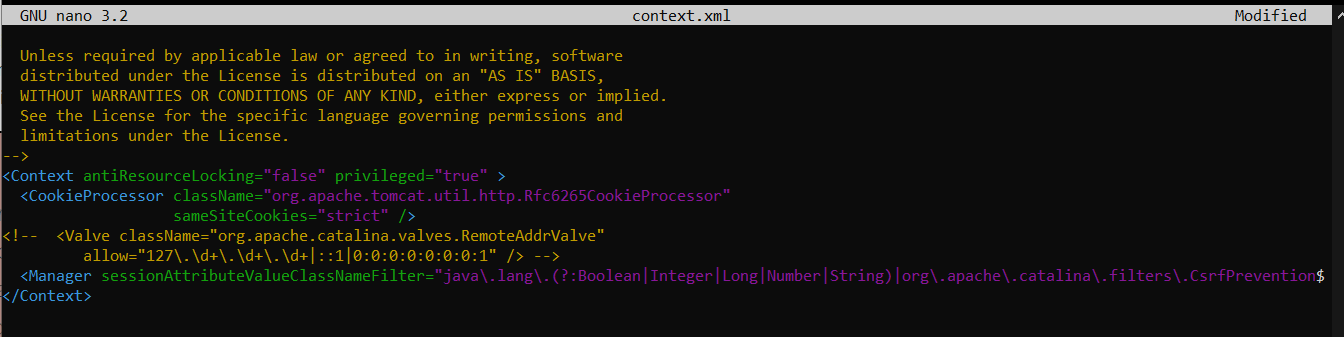 GNU nano 3.2 context.xml Modified
Unless required by applicable law or agreed to in writing, software
distributed under the License is distributed on an "AS IS" BASIS,
WITHOUT WARRANTIES OR CONDITIONS OF ANY KIND, either express or implied.
See the License for the specific language governing permissions and
limitations under the License.
-->
<Context antiResourceLocking="false" privileged="true" >
<CookieProcessor className="org.apache.tomcat.util.http.Rfc6265CookieProcessor"
sameSiteCookies="strict" />
<!--  <Valve className="org.apache.catalina.valves.RemoteAddrValve"
allow="127\.\d+\.\d+\.\d+|::1|0:0:0:0:0:0:0:1" /> -->
<Manager sessionAttributeValueClassNameFilter="java\.lang\.(?:Boolean|Integer|Long|Number|String)|org\.apache\.catalina\.filters\.CsrfPrevention$
</Context>